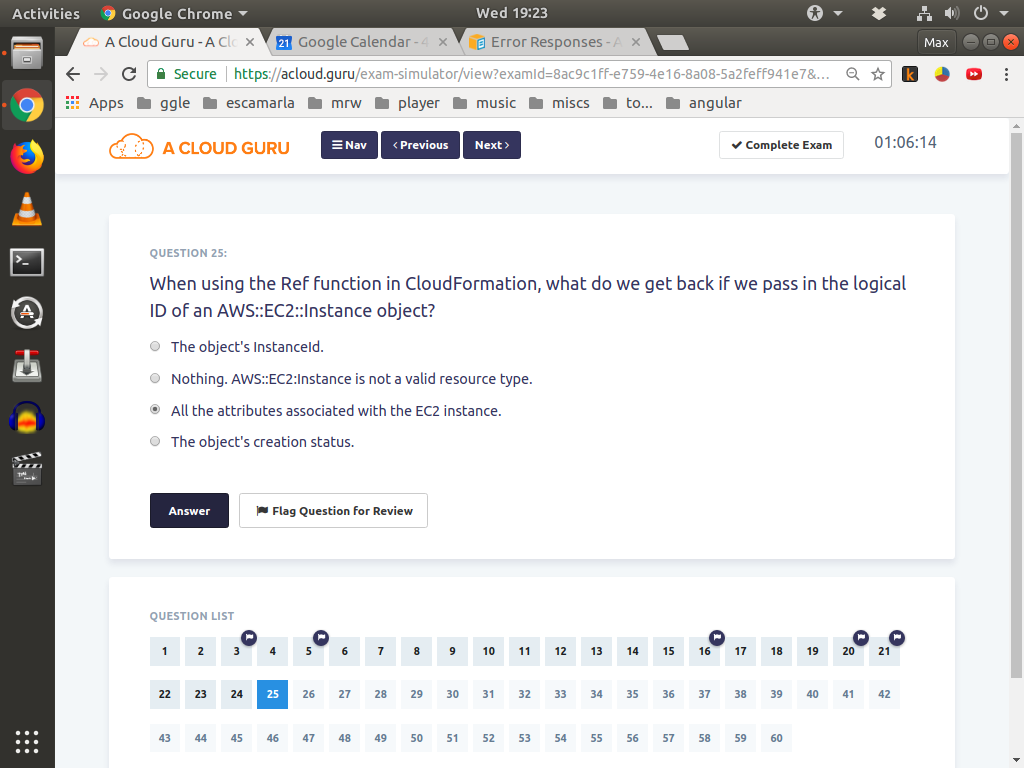 Activities Google Chrome Wed 19:23
A Cloud Guru - A Clo Google Calendar - 4 Error Responses - A Max
Secure https://acloud.guru/exam-simulator/view?examId=8ac9c1ff-e759-4e16-8a08-5a2feff941e7&...
Apps ggle escamarla mrw player music miscs to... angular
A CLOUD GURU Nav Previous Next Complete Exam 01:06:14
QUESTION 25:
When using the Ref function in CloudFormation, what do we get back if we pass in the logical
ID of an AWS::EC2::Instance object?
The object's InstanceId.
Nothing. AWS::EC2:Instance is not a valid resource type.
All the attributes associated with the EC2 instance.
The object's creation status.
Answer Flag Question for Review
QUESTION LIST
1 2 3 4 5 6 7 8 9 10 11 12 13 14 15 16 17 18 19 20 21
22 23 24 25 26 27 28 29 30 31 32 33 34 35 36 37 38 39 40 41 42
43 44 45 46 47 48 49 50 51 52 53 54 55 56 57 58 59 60